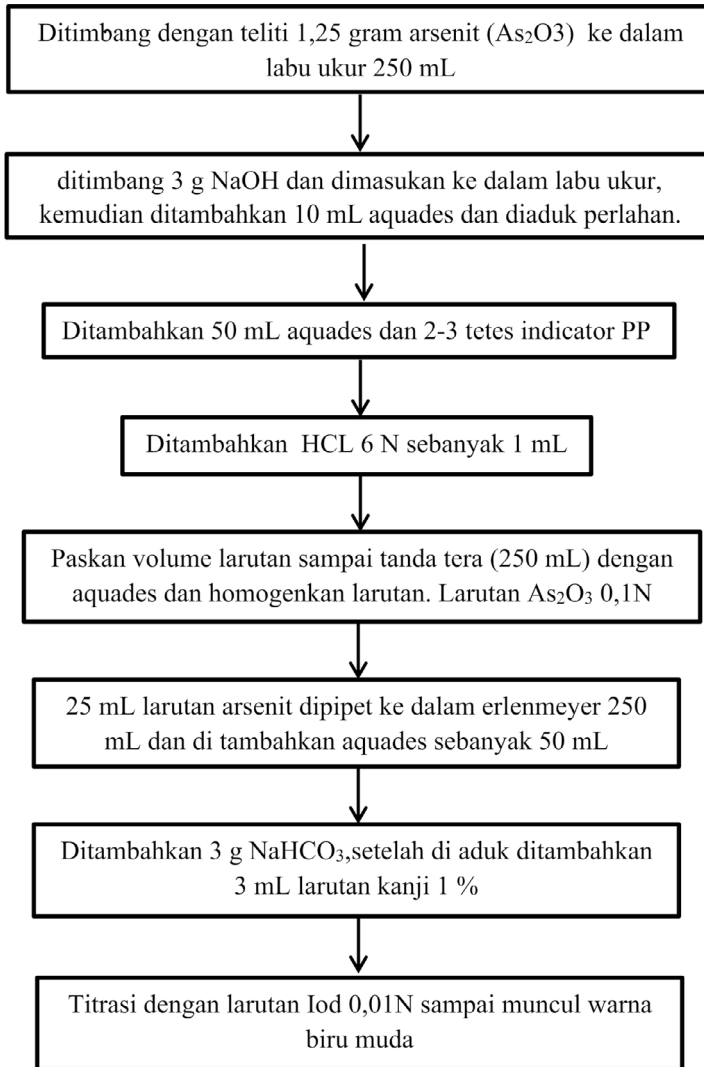 Ditimbang dengan teliti 1,25 gram arsenit (As₂O3) ke dalam
labu ukur 250 mL
ditimbang 3 g NaOH dan dimasukan ke dalam labu ukur,
kemudian ditambahkan 10 mL aquades dan diaduk perlahan.
Ditambahkan 50 mL aquades dan 2-3 tetes indicator PP
Ditambahkan HCL 6 N sebanyak 1 mL
Paskan volume larutan sampai tanda tera (250 mL) dengan
aquades dan homogenkan larutan. Larutan As₂O₃ 0,1N
25 mL larutan arsenit dipipet ke dalam erlenmeyer 250
mL dan di tambahkan aquades sebanyak 50 mL
Ditambahkan 3 g NaHCO₃,setelah di aduk ditambahkan
3 mL larutan kanji 1 %
Titrasi dengan larutan Iod 0,01N sampai muncul warna
biru muda